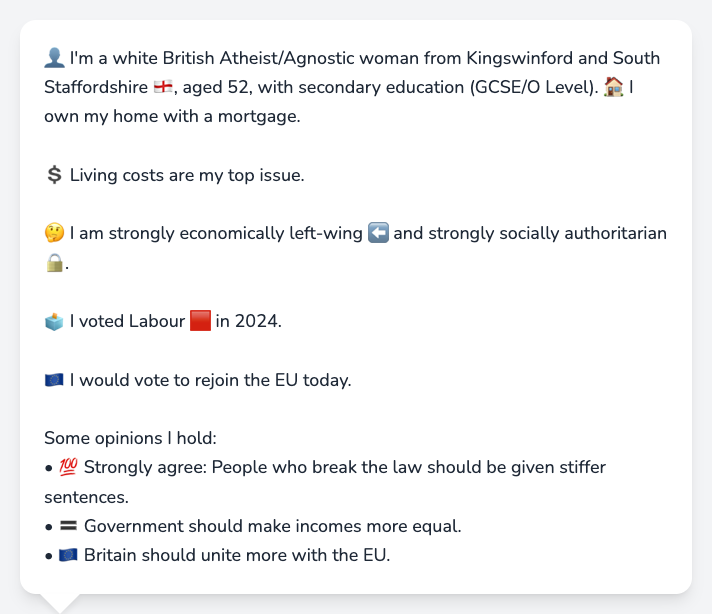 👤 I'm a white British Atheist/Agnostic woman from Kingswinford and South
Staffordshire 🏴󠁧󠁢󠁥󠁮󠁧󠁿, aged 52, with secondary education (GCSE/O Level). 🏠 I
own my home with a mortgage.
💲 Living costs are my top issue.
🤔 I am strongly economically left-wing ⬅️ and strongly socially authoritarian
🔒.
🗳️ I voted Labour 🟥 in 2024.
🇪🇺 I would vote to rejoin the EU today.
Some opinions I hold:
• 💯 Strongly agree: People who break the law should be given stiffer
sentences.
• 🟰 Government should make incomes more equal.
• 🇪🇺 Britain should unite more with the EU.